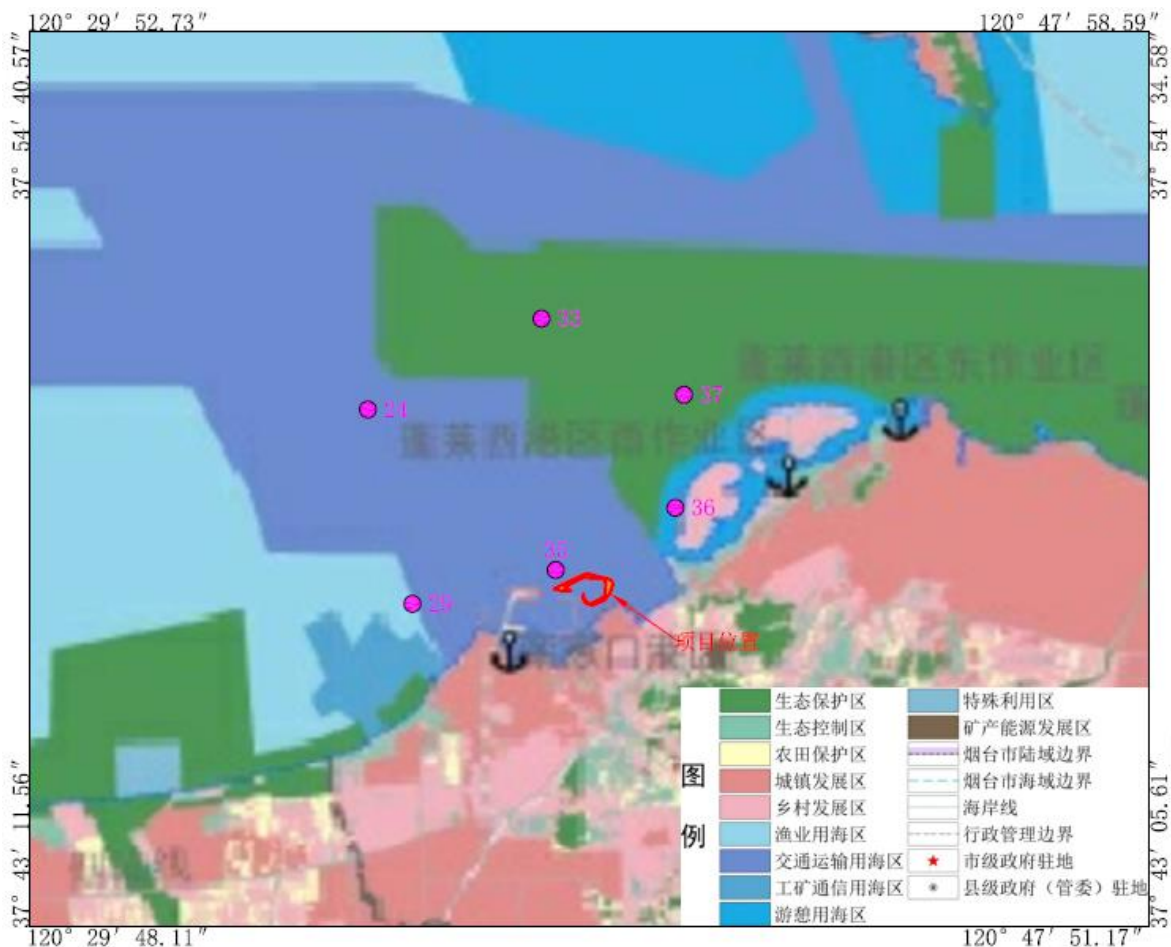 120° 29′ 52.73″
120° 47′ 58.59″
37° 54′ 40.57″
37° 54′ 34.58″
33
37
蓬莱西港区东作业区
24
蓬莱西港区西作业区
36
35
29
项目位置
图例
生态保护区
特殊利用区
生态控制区
矿产能源发展区
农田保护区
烟台市陆域边界
城镇发展区
烟台市海域边界
乡村发展区
海岸线
渔业用海区
行政管理边界
交通运输用海区
市级政府驻地
工矿通信用海区
县级政府（管委）驻地
游憩用海区
37° 43′ 11.56″
37° 43′ 05.61″
120° 29′ 48.11″
120° 47′ 51.17″